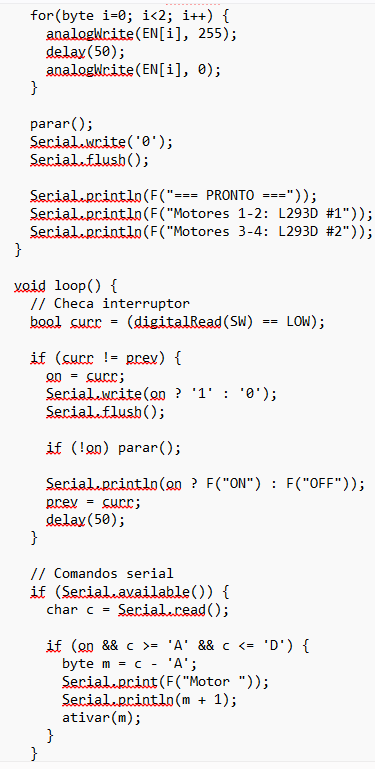 for(byte i=0; i<2; i++) {
analogWrite(EN[i], 255);
delay(50);
analogWrite(EN[i], 0);
}
parar();
Serial.write('0');
Serial.flush();
Serial.println(F("=== PRONTO ==="));
Serial.println(F("Motores 1-2: L293D #1"));
Serial.println(F("Motores 3-4: L293D #2"));
}
void loop() {
// Checa interruptor
bool curr = (digitalRead(SW) == LOW);
if (curr != prev) {
on = curr;
Serial.write(on ? '1' : '0');
Serial.flush();
if (!on) parar();
Serial.println(on ? F("ON") : F("OFF"));
prev = curr;
delay(50);
}
// Comandos serial
if (Serial.available()) {
char c = Serial.read();
if (on && c >= 'A' && c <= 'D') {
byte m = c - 'A';
Serial.print(F("Motor "));
Serial.println(m + 1);
ativar(m);
}
}